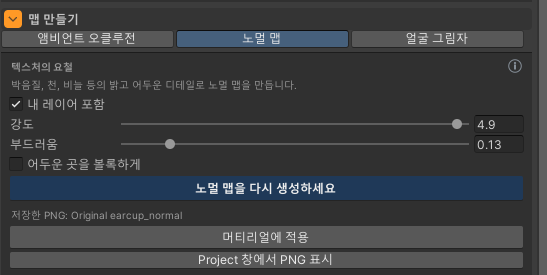 맵 만들기
앰비언트 오클루전 노멀 맵 얼굴 그림자
텍스처의 요철
박음질, 천, 비늘 등의 밝고 어두운 디테일로 노멀 맵을 만듭니다.
내 레이어 포함
강도 4.9
부드러움 0.13
어두운 곳을 볼록하게
노멀 맵을 다시 생성하세요
저장한 PNG: Original earcup_normal
머티리얼에 적용
Project 창에서 PNG 표시